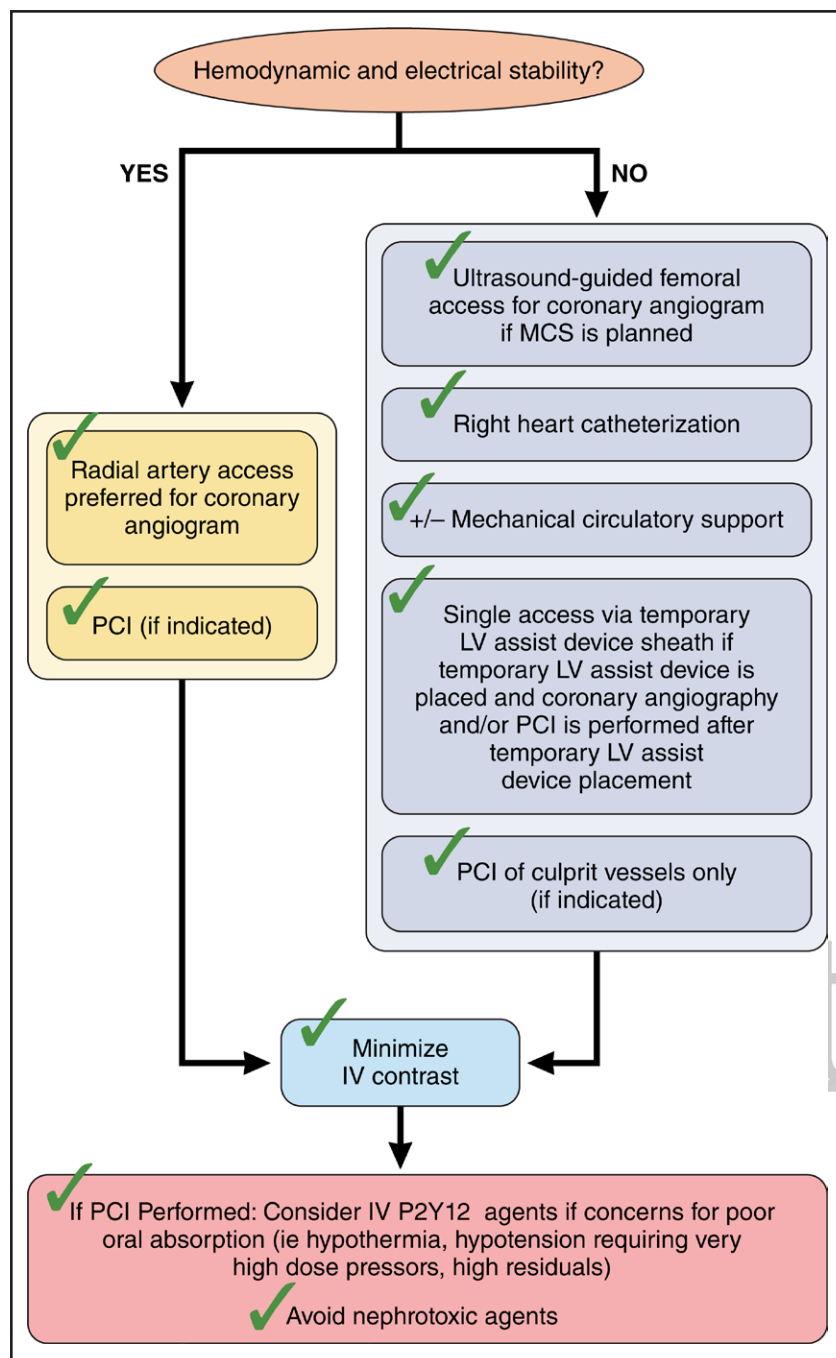 Hemodynamic and electrical stability?
YES
NO
Ultrasound-guided femoral
access for coronary angiogram
if MCS is planned
Right heart catheterization
+/– Mechanical circulatory support
Single access via temporary
LV assist device sheath if
temporary LV assist device is
placed and coronary angiography
and/or PCI is performed after
temporary LV assist
device placement
PCI of culprit vessels only
(if indicated)
Radial artery access
preferred for coronary
angiogram
PCI (if indicated)
Minimize
IV contrast
If PCI Performed: Consider IV P2Y12 agents if concerns for poor
oral absorption (ie hypothermia, hypotension requiring very
high dose pressors, high residuals)
Avoid nephrotoxic agents